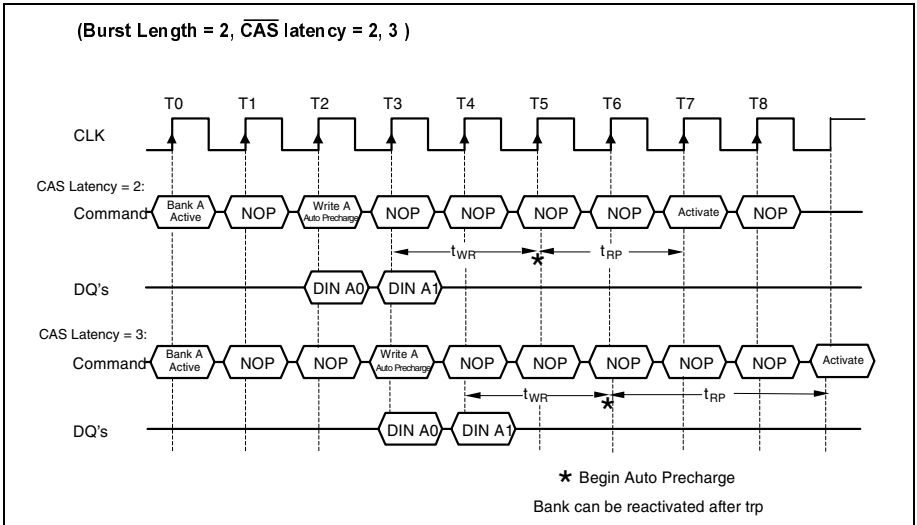 (Burst Length = 2, CAS latency = 2, 3 )
T0 T1 T2 T3 T4 T5 T6 T7 T8
CLK
CAS Latency = 2:
Command
Bank A Active
NOP
Write A Auto Precharge
NOP
NOP
NOP
NOP
Activate
NOP
tWR
*
tRP
DQ's
DIN A0
DIN A1
CAS Latency = 3:
Command
Bank A Active
NOP
NOP
Write A Auto Precharge
NOP
NOP
NOP
NOP
NOP
Activate
tWR
*
tRP
DQ's
DIN A0
DIN A1
* Begin Auto Precharge
Bank can be reactivated after trp